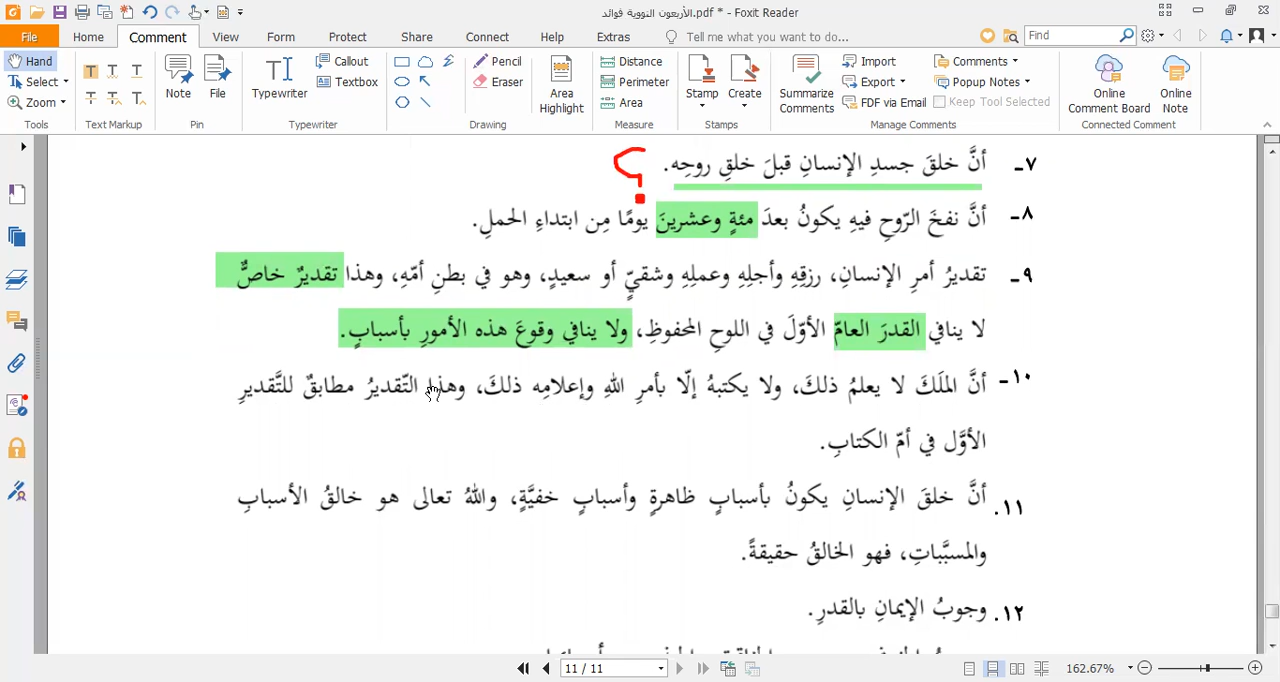 الأربعون النووية فوائد.pdf * - Foxit Reader
File Home Comment View Form Protect Share Connect Help Extras Tell me what you want to do... Find
Hand Select Zoom Tools
Text Markup
Note File Pin
Typewriter Callout Textbox Typewriter
Pencil Eraser Drawing
Area Highlight
Distance Perimeter Area Measure
Stamp Create Stamps
Summarize Comments Import Export FDF via Email Comments Popup Notes Keep Tool Selected Manage Comments
Online Comment Board Online Note Connected Comment
٧- أنَّ خلقَ جسدِ الإنسانِ قبلَ خلقِ روحِه. ؟
٨- أنَّ نفخَ الرّوحِ فيهِ يكونُ بعدَ مئةٍ وعشرينَ يومًا مِن ابتداءِ الحملِ.
٩- تقديرُ أمرِ الإنسانِ، رزقِهِ وأجلِهِ وعملِهِ وشقيٍّ أو سعيدٍ، وهو في بطنِ أمّهِ، وهذا تقديرٌ خاصٌّ
لا ينافي القدرَ العامّ الأوّلَ في اللوحِ المحفوظِ، ولا ينافي وقوعَ هذه الأمورِ بأسبابٍ.
١٠- أنَّ الملَكَ لا يعلمُ ذلكَ، ولا يكتبهُ إلّا بأمرِ اللهِ وإعلامِه ذلكَ، وهذا التّقديرُ مطابقٌ للتَّقديرِ
الأوَّل في أمّ الكتابِ.
١١. أنَّ خلقَ الإنسانِ يكونُ بأسبابٍ ظاهرةٍ وأسبابٍ خفيَّةٍ، واللهُ تعالى هو خالقُ الأسبابِ
والمسبَّباتِ، فهو الخالقُ حقيقةً.
١٢. وجوبُ الإيمانِ بالقدرِ.
11 / 11 162.67%